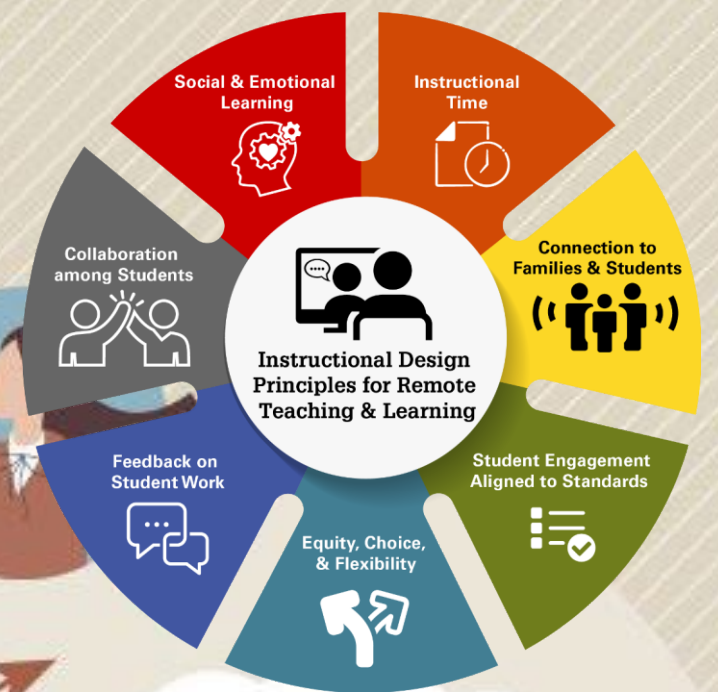 Social & Emotional
Learning
Instructional
Time
Connection to
Families & Students
Student Engagement
Aligned to Standards
Equity, Choice,
& Flexibility
Feedback on
Student Work
Collaboration
among Students
Instructional Design
Principles for Remote
Teaching & Learning